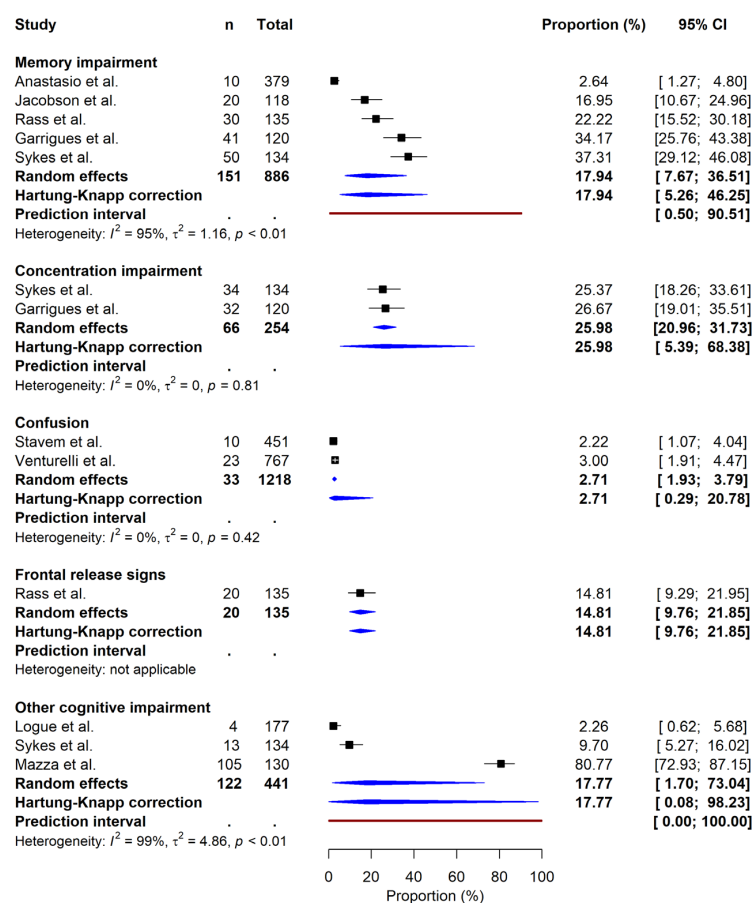 Study n Total Proportion (%) 95% CI
Memory impairment
Anastasio et al. 10 379 2.64 [ 1.27; 4.80]
Jacobson et al. 20 118 16.95 [10.67; 24.96]
Rass et al. 30 135 22.22 [15.52; 30.18]
Garrigues et al. 41 120 34.17 [25.76; 43.38]
Sykes et al. 50 134 37.31 [29.12; 46.08]
Random effects 151 886 17.94 [ 7.67; 36.51]
Hartung-Knapp correction 17.94 [ 5.26; 46.25]
Prediction interval . . [ 0.50; 90.51]
Heterogeneity: I² = 95%, τ² = 1.16, p < 0.01
Concentration impairment
Sykes et al. 34 134 25.37 [18.26; 33.61]
Garrigues et al. 32 120 26.67 [19.01; 35.51]
Random effects 66 254 25.98 [20.96; 31.73]
Hartung-Knapp correction 25.98 [ 5.39; 68.38]
Prediction interval . .
Heterogeneity: I² = 0%, τ² = 0, p = 0.81
Confusion
Stavem et al. 10 451 2.22 [ 1.07; 4.04]
Venturelli et al. 23 767 3.00 [ 1.91; 4.47]
Random effects 33 1218 2.71 [ 1.93; 3.79]
Hartung-Knapp correction 2.71 [ 0.29; 20.78]
Prediction interval . .
Heterogeneity: I² = 0%, τ² = 0, p = 0.42
Frontal release signs
Rass et al. 20 135 14.81 [ 9.29; 21.95]
Random effects 20 135 14.81 [ 9.76; 21.85]
Hartung-Knapp correction 14.81 [ 9.76; 21.85]
Prediction interval . .
Heterogeneity: not applicable
Other cognitive impairment
Logue et al. 4 177 2.26 [ 0.62; 5.68]
Sykes et al. 13 134 9.70 [ 5.27; 16.02]
Mazza et al. 105 130 80.77 [72.93; 87.15]
Random effects 122 441 17.77 [ 1.70; 73.04]
Hartung-Knapp correction 17.77 [ 0.08; 98.23]
Prediction interval . . [ 0.00; 100.00]
Heterogeneity: I² = 99%, τ² = 4.86, p < 0.01
0 20 40 60 80 100
Proportion (%)